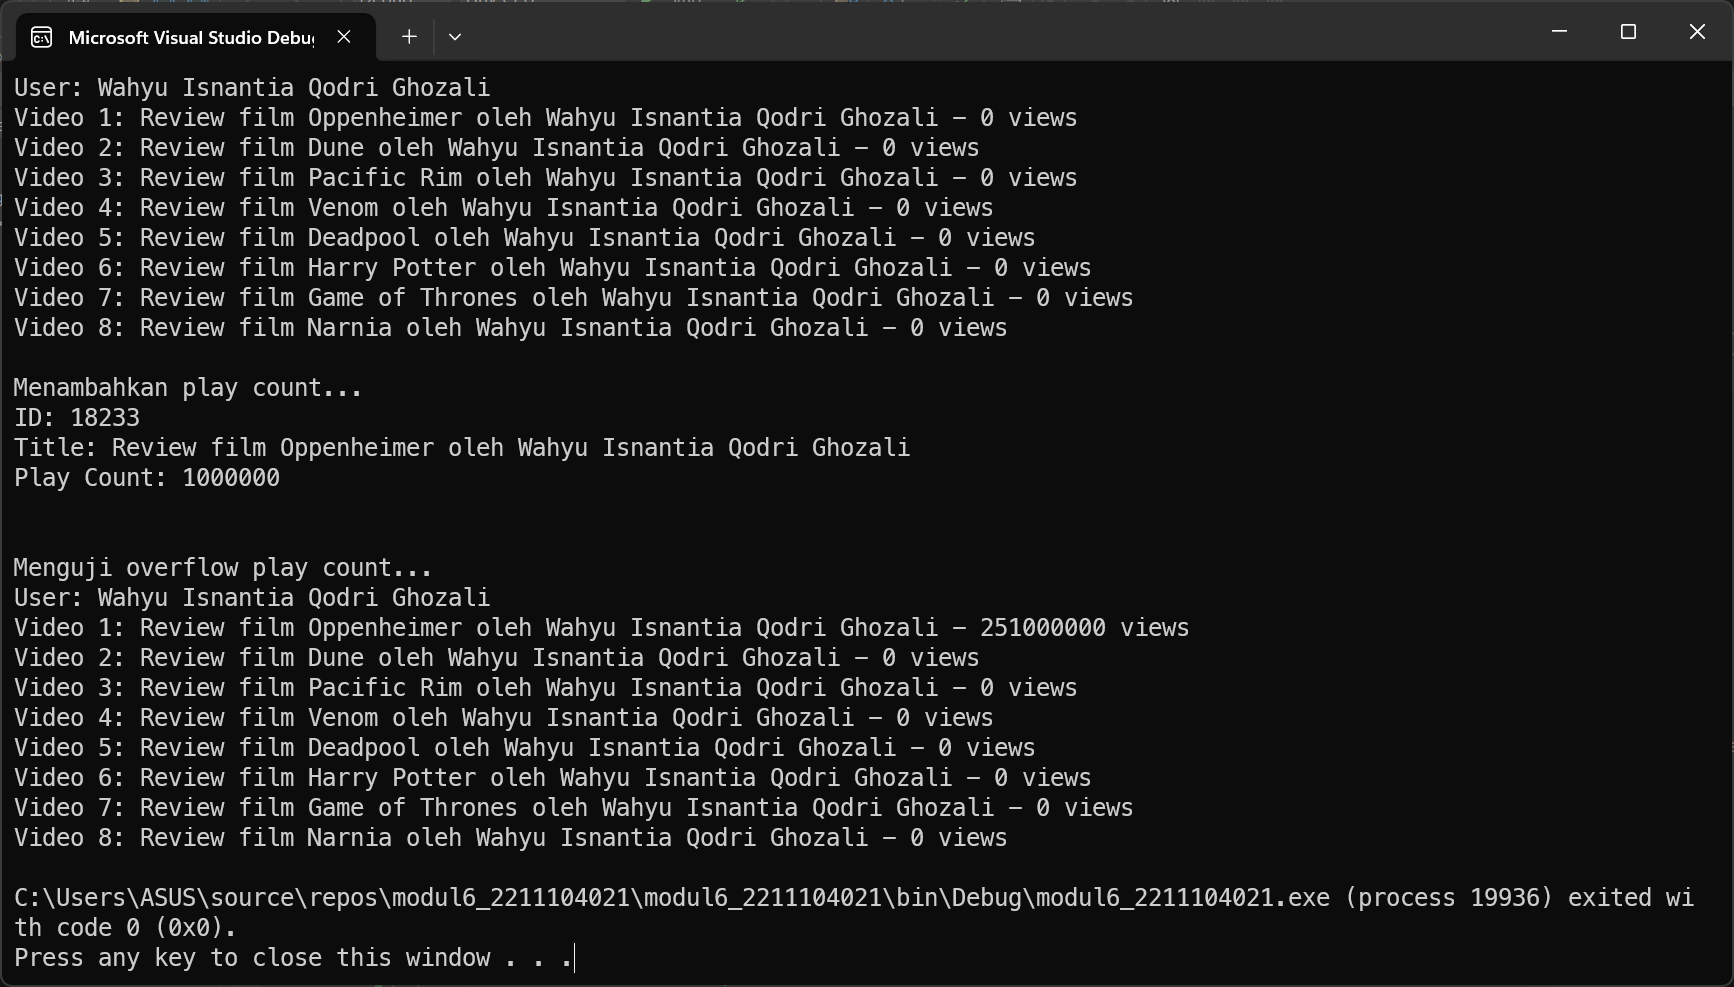 Microsoft Visual Studio Debu
User: Wahyu Isnantia Qodri Ghozali
Video 1: Review film Oppenheimer oleh Wahyu Isnantia Qodri Ghozali - 0 views
Video 2: Review film Dune oleh Wahyu Isnantia Qodri Ghozali - 0 views
Video 3: Review film Pacific Rim oleh Wahyu Isnantia Qodri Ghozali - 0 views
Video 4: Review film Venom oleh Wahyu Isnantia Qodri Ghozali - 0 views
Video 5: Review film Deadpool oleh Wahyu Isnantia Qodri Ghozali - 0 views
Video 6: Review film Harry Potter oleh Wahyu Isnantia Qodri Ghozali - 0 views
Video 7: Review film Game of Thrones oleh Wahyu Isnantia Qodri Ghozali - 0 views
Video 8: Review film Narnia oleh Wahyu Isnantia Qodri Ghozali - 0 views
Menambahkan play count...
ID: 18233
Title: Review film Oppenheimer oleh Wahyu Isnantia Qodri Ghozali
Play Count: 1000000
Menguji overflow play count...
User: Wahyu Isnantia Qodri Ghozali
Video 1: Review film Oppenheimer oleh Wahyu Isnantia Qodri Ghozali - 251000000 views
Video 2: Review film Dune oleh Wahyu Isnantia Qodri Ghozali - 0 views
Video 3: Review film Pacific Rim oleh Wahyu Isnantia Qodri Ghozali - 0 views
Video 4: Review film Venom oleh Wahyu Isnantia Qodri Ghozali - 0 views
Video 5: Review film Deadpool oleh Wahyu Isnantia Qodri Ghozali - 0 views
Video 6: Review film Harry Potter oleh Wahyu Isnantia Qodri Ghozali - 0 views
Video 7: Review film Game of Thrones oleh Wahyu Isnantia Qodri Ghozali - 0 views
Video 8: Review film Narnia oleh Wahyu Isnantia Qodri Ghozali - 0 views
C:\Users\ASUS\source\repos\modul6_2211104021\modul6_2211104021\bin\Debug\modul6_2211104021.exe (process 19936) exited wi
th code 0 (0x0).
Press any key to close this window . . .